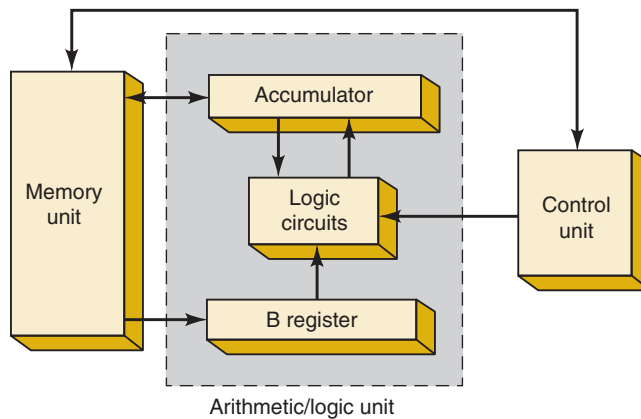 Accumulator
Memory
unit
Logic
circuits
Control
unit
B register
Arithmetic/logic unit